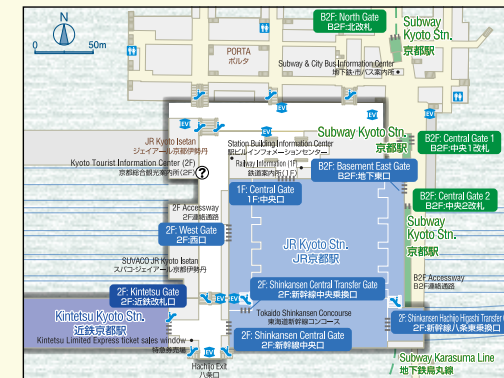 N
0
50m
B2F: North Gate
B2F:北改札
Subway
Kyoto Stn.
京都駅
PORTA
ポルタ
Subway & City Bus Information Center
地下鉄・市バス案内所
JR Kyoto Isetan
ジェイアール京都伊勢丹
Station Building Information Center
駅ビルインフォメーションセンター
Subway Kyoto Stn.
京都駅
B2F: Central Gate 1
B2F:中央1改札
Kyoto Tourist Information Center (2F)
京都総合観光案内所(2F)
?
Railway Information (1F)
鉄道案内所(1F)
B2F: Basement East Gate
B2F:地下東口
1F: Central Gate
1F:中央口
B2F: Central Gate 2
B2F:中央2改札
2F Accessway
2F連絡通路
Subway
Kyoto Stn.
京都駅
2F: West Gate
2F:西口
JR Kyoto Stn.
JR京都駅
SUVACO JR Kyoto Isetan
スバコ・ジェイアール京都伊勢丹
B2F Accessway
B2F連絡通路
2F: Kintetsu Gate
2F:近鉄改札口
2F: Shinkansen Central Transfer Gate
2F:新幹線中央乗換口
Kintetsu Kyoto Stn.
近鉄京都駅
Tokaido Shinkansen Concourse
東海道新幹線コンコース
2F: Shinkansen Hachijo Higashi Transfer
2F:新幹線八条東乗換口
Kintetsu Limited Express ticket sales window
特急券売場
2F: Shinkansen Central Gate
2F:新幹線中央口
Hachijo Exit
八条口
Subway Karasuma Line
地下鉄烏丸線